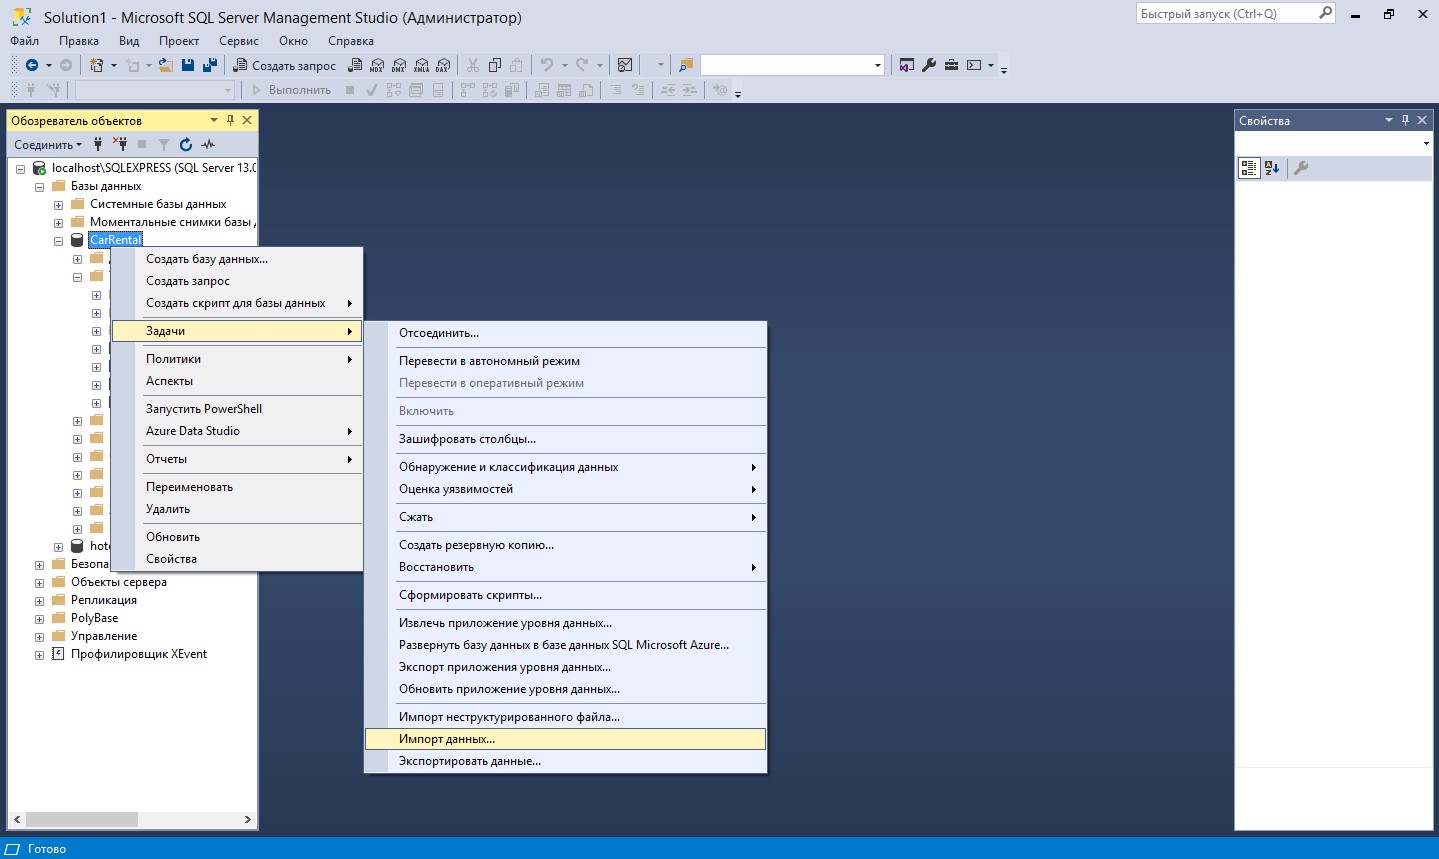 Solution1 - Microsoft SQL Server Management Studio (Администратор)
Быстрый запуск (Ctrl+Q)
Файл Правка Вид Проект Сервис Окно Справка
Создать запрос
MDX DMX XMLA DAX
Выполнить
Обозреватель объектов
Соединить
localhost\SQLEXPRESS (SQL Server 13.0
Базы данных
Системные базы данных
Моментальные снимки базы
CarRental
Безопа
Объекты сервера
Репликация
PolyBase
Управление
Профилировщик XEvent
Создать базу данных...
Создать запрос
Создать скрипт для базы данных
Задачи
Политики
Аспекты
Запустить PowerShell
Azure Data Studio
Отчеты
Переименовать
Удалить
Обновить
Свойства
Отсоединить...
Перевести в автономный режим
Перевести в оперативный режим
Включить
Зашифровать столбцы...
Обнаружение и классификация данных
Оценка уязвимостей
Сжать
Создать резервную копию...
Восстановить
Сформировать скрипты...
Извлечь приложение уровня данных...
Развернуть базу данных в базе данных SQL Microsoft Azure...
Экспорт приложения уровня данных...
Обновить приложение уровня данных...
Импорт неструктурированного файла...
Импорт данных...
Экспортировать данные...
Свойства
Готово